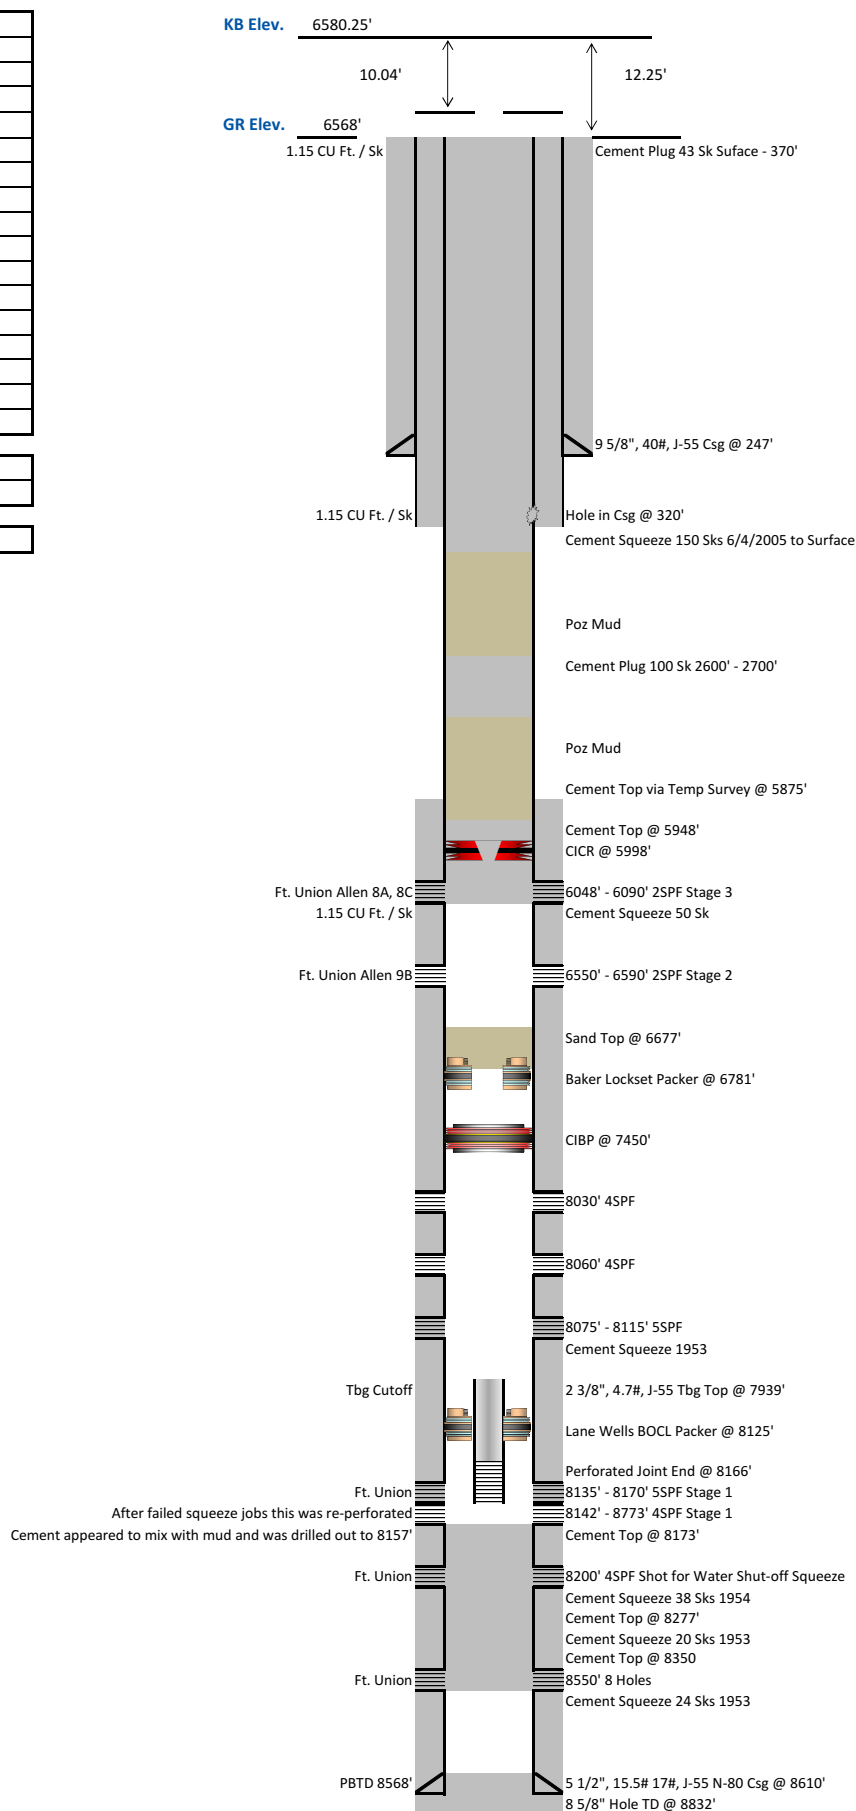 KB Elev. 6580.25'
10.04' 12.25'
GR Elev. 6568'
1.15 CU Ft. / Sk Cement Plug 43 Sk Suface - 370'
9 5/8", 40#, J-55 Csg @ 247'
1.15 CU Ft. / Sk Hole in Csg @ 320'
Cement Squeeze 150 Sks 6/4/2005 to Surface
Poz Mud
Cement Plug 100 Sk 2600' - 2700'
Poz Mud
Cement Top via Temp Survey @ 5875'
Cement Top @ 5948'
CICR @ 5998'
Ft. Union Allen 8A, 8C 6048' - 6090' 2SPF Stage 3
1.15 CU Ft. / Sk Cement Squeeze 50 Sk
Ft. Union Allen 9B 6550' - 6590' 2SPF Stage 2
Sand Top @ 6677'
Baker Lockset Packer @ 6781'
CIBP @ 7450'
8030' 4SPF
8060' 4SPF
8075' - 8115' 5SPF
Cement Squeeze 1953
Tbg Cutoff 2 3/8", 4.7#, J-55 Tbg Top @ 7939'
Lane Wells BOCL Packer @ 8125'
Perforated Joint End @ 8166'
Ft. Union 8135' - 8170' 5SPF Stage 1
After failed squeeze jobs this was re-perforated 8142' - 8773' 4SPF Stage 1
Cement appeared to mix with mud and was drilled out to 8157' Cement Top @ 8173'
Ft. Union 8200' 4SPF Shot for Water Shut-off Squeeze
Cement Squeeze 38 Sks 1954
Cement Top @ 8277'
Cement Squeeze 20 Sks 1953
Cement Top @ 8350
Ft. Union 8550' 8 Holes
Cement Squeeze 24 Sks 1953
PBTD 8568' 5 1/2", 15.5# 17#, J-55 N-80 Csg @ 8610'
8 5/8" Hole TD @ 8832'